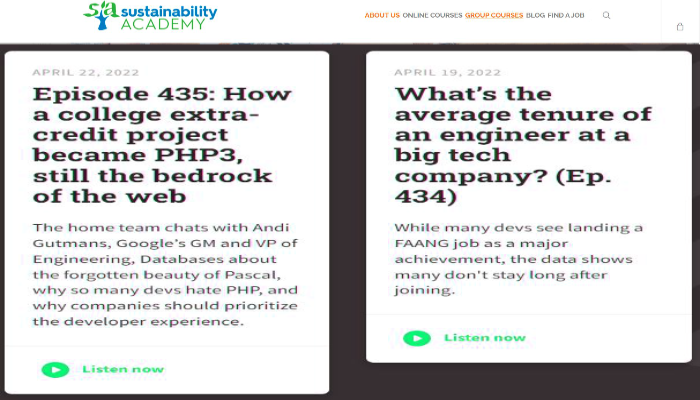 sa sustainability
ACADEMY
ABOUT US ONLINE COURSES GROUP COURSES BLOG FIND A JOB
APRIL 22, 2022
Episode 435: How
a college extra-
credit project
became PHP3,
still the bedrock
of the web
The home team chats with Andi
Gutmans, Google's GM and VP of
Engineering, Databases about
the forgotten beauty of Pascal,
why so many devs hate PHP, and
why companies should prioritize
the developer experience.
Listen now
APRIL 19, 2022
What's the
average tenure of
an engineer at a
big tech
company? (Ep.
434)
While many devs see landing a
FAANG job as a major
achievement, the data shows
many don't stay long after
joining.
Listen now